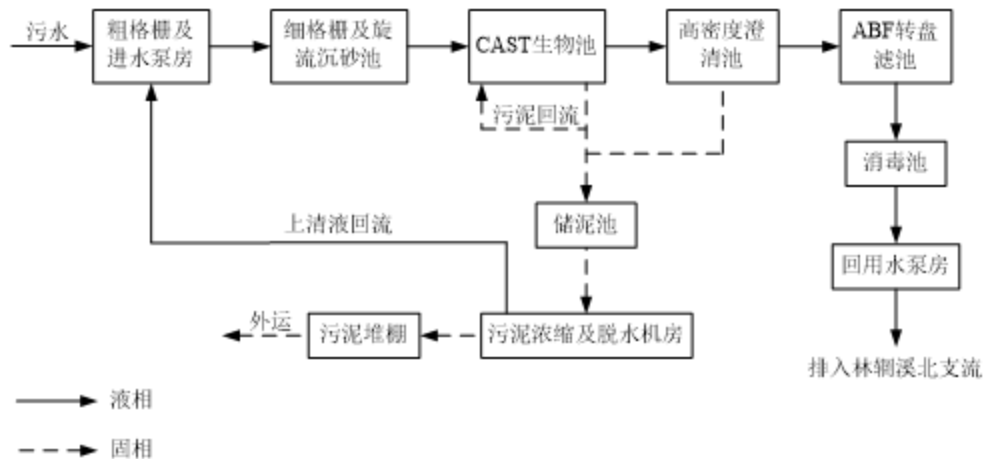 污水
粗格栅及
进水泵房
细格栅及旋
流沉砂池
CAST生物池
高密度澄
清池
ABF转盘
滤池
污泥回流
消毒池
储泥池
上清液回流
回用水泵房
外运
污泥堆棚
污泥浓缩及脱水机房
排入林辋溪北支流
液相
固相